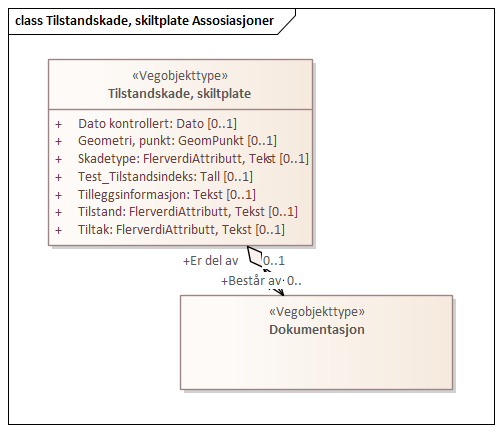 class Tilstandskade, skiltplate Assosiasjoner
«Vegobjekttype»
Tilstandskade, skiltplate
+ Dato kontrollert: Dato [0..1]
+ Geometri, punkt: GeomPunkt [0..1]
+ Skadetype: FlerverdiAttributt, Tekst [0..1]
+ Test_Tilstandsindeks: Tall [0..1]
+ Tilleggsinformasjon: Tekst [0..1]
+ Tilstand: FlerverdiAttributt, Tekst [0..1]
+ Tiltak: FlerverdiAttributt, Tekst [0..1]
+Er del av 0..1
+Består av 0..
«Vegobjekttype»
Dokumentasjon